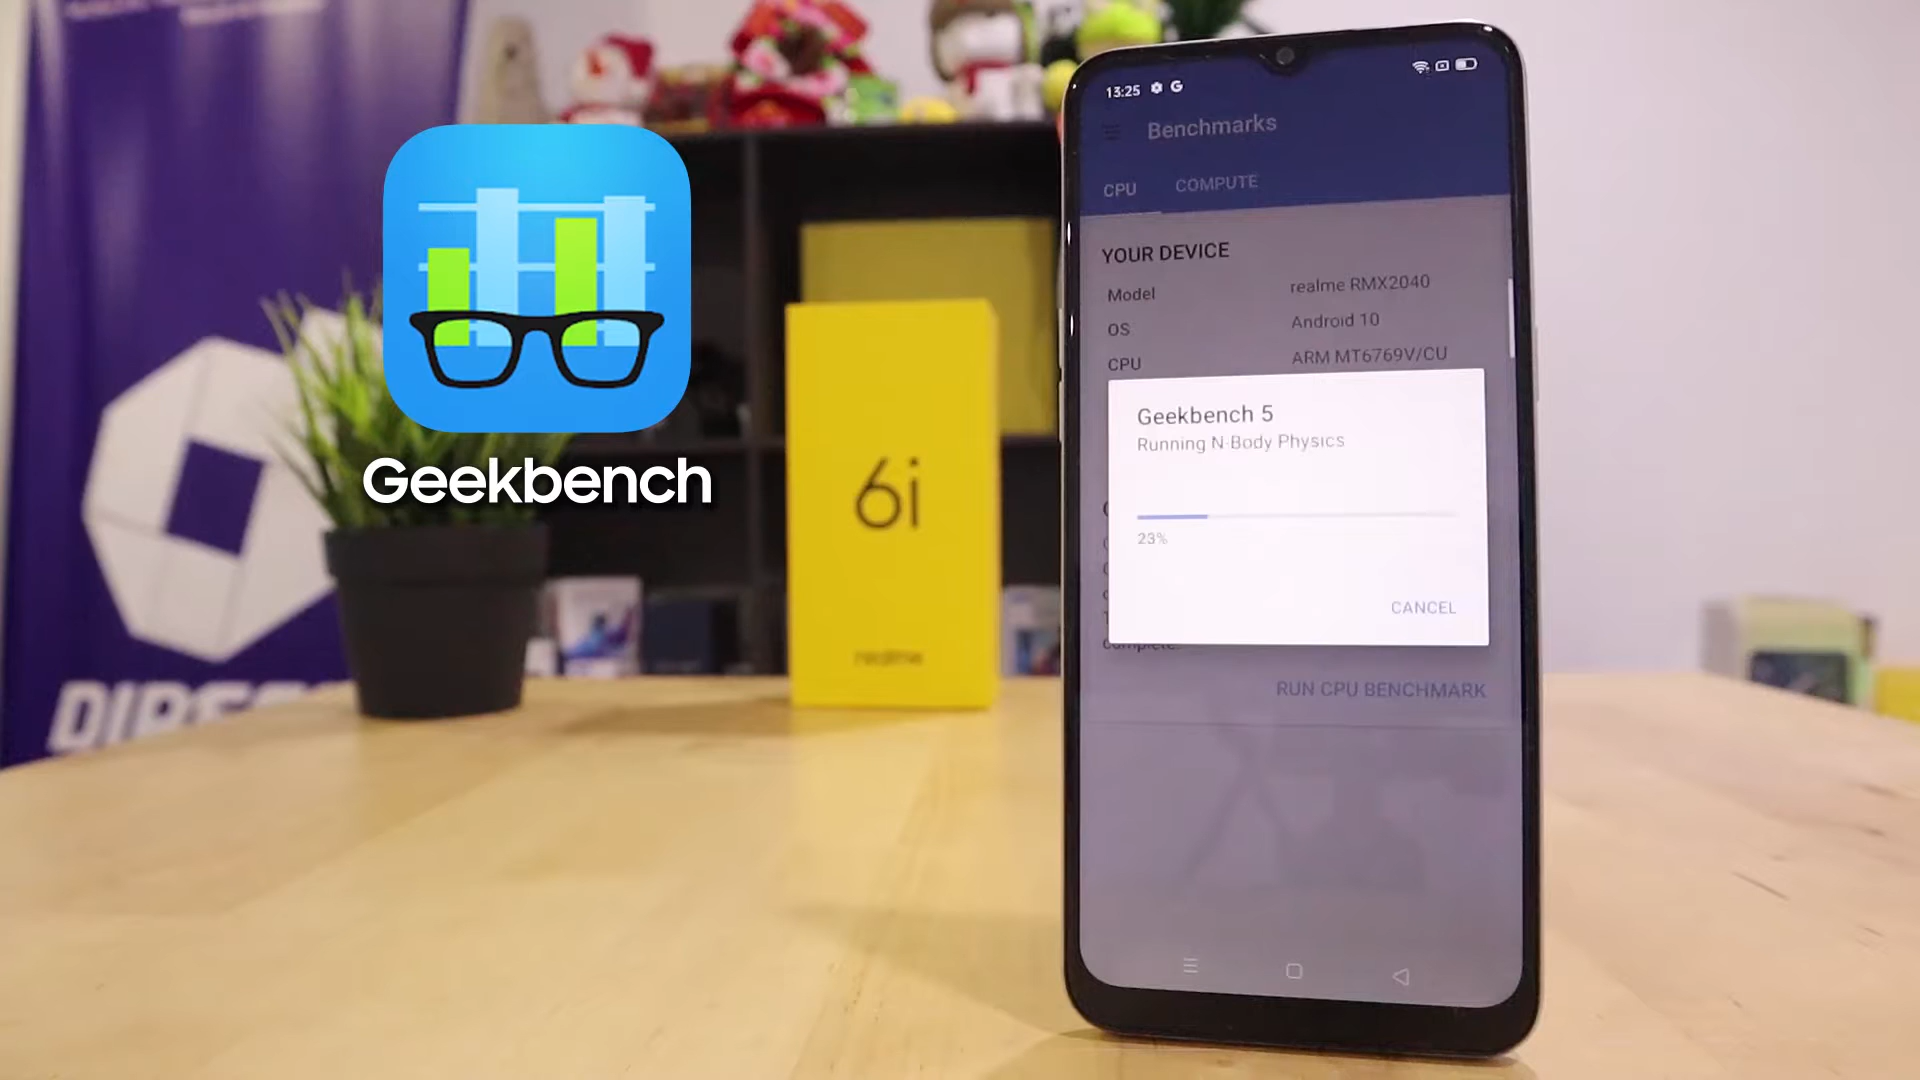 Geekbench
6i
realme
13:25
Benchmarks
CPU COMPUTE
YOUR DEVICE
Model realme RMX2040
OS Android 10
CPU ARM MT6769V/CU
Geekbench 5
Running N-Body Physics
23%
CANCEL
complete.
RUN CPU BENCHMARK